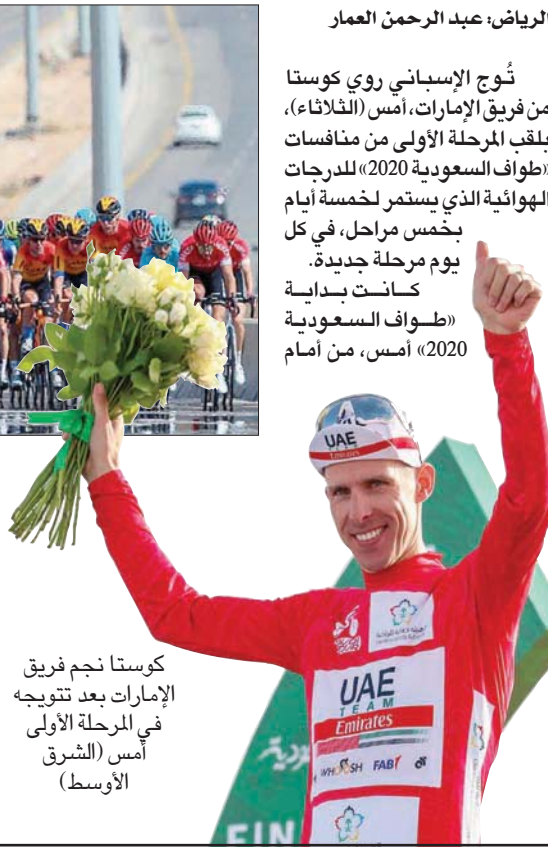 الرياض: عبد الرحمن العمار
تُوج الإسباني روي كوستا
من فريق الإمارات، أمس (الثلاثاء)،
بلقب المرحلة الأولى من منافسات
«طواف السعودية 2020» للدرجات
الهوائية الذي يستمر لخمسة أيام
بخمس مراحل، في كل
يوم مرحلة جديدة.
كانت بداية
«طواف السعودية
2020» أمس، من أمام
UAE
Emirates
كوستا نجم فريق
الإمارات بعد تتويجه
في المرحلة الأولى
أمس (الشرق
الأوسط)
UAE
TEAM
Emirates
WHOOSH FAB
FIN